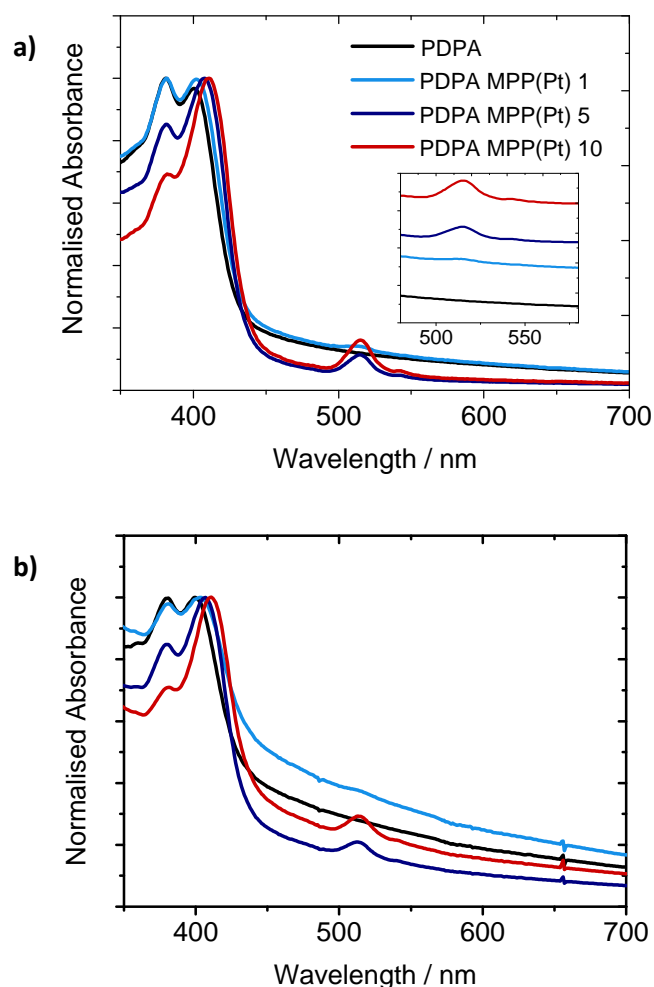 a)
PDPA
PDPA MPP(Pt) 1
PDPA MPP(Pt) 5
PDPA MPP(Pt) 10
Normalised Absorbance
500 550
400 500 600 700
Wavelength / nm
b)
Normalised Absorbance
400 500 600 700
Wavelength / nm